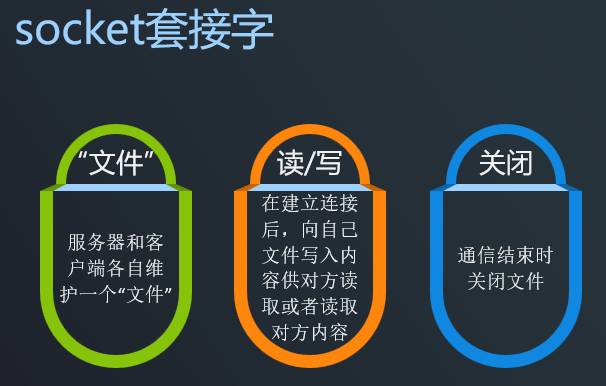 socket套接字
“文件”
服务器和客
户端各自维
护一个“文件”
读/写
在建立连接
后，向自己
文件写入内
容供对方读
取或者读取
对方内容
关闭
通信结束时
关闭文件